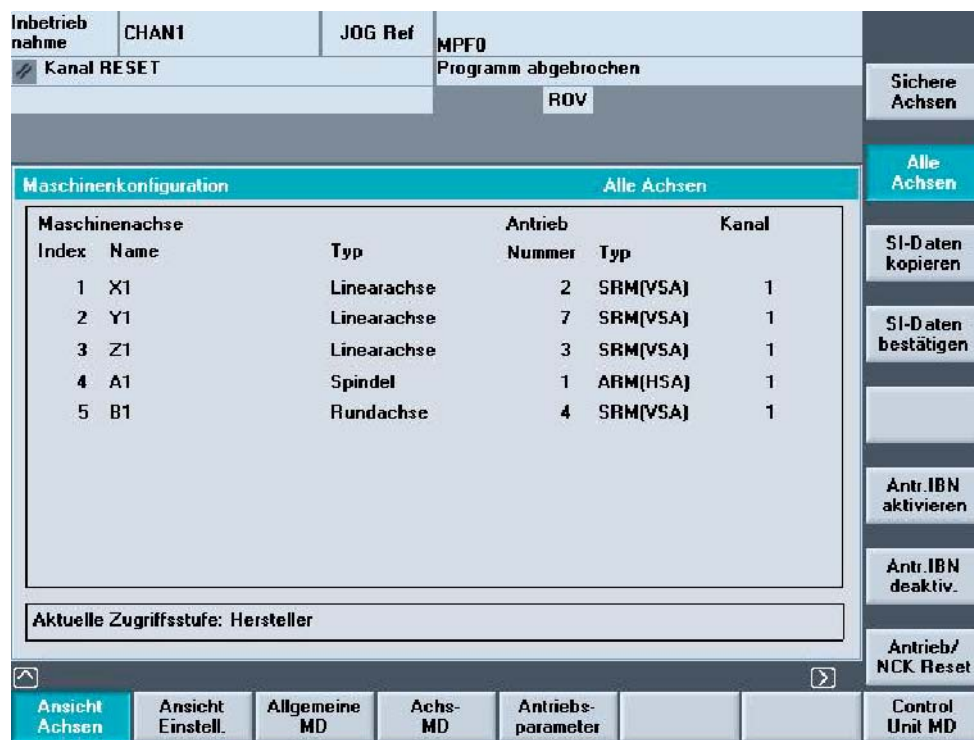 Inbetrieb
nahme
CHAN1
JOG Ref
MPF0
Kanal RESET
Programm abgebrochen
ROV
Maschinenkonfiguration Alle Achsen
Maschinenachse Antrieb Kanal
Index Name Typ Nummer Typ
1 X1 Linearachse 2 SRM(VSA) 1
2 Y1 Linearachse 7 SRM(VSA) 1
3 Z1 Linearachse 3 SRM(VSA) 1
4 A1 Spindel 1 ARM(HSA) 1
5 B1 Rundachse 4 SRM(VSA) 1
Aktuelle Zugriffsstufe: Hersteller
Sichere
Achsen
Alle
Achsen
SI-Daten
kopieren
SI-Daten
bestätigen
Antr.IBN
aktivieren
Antr.IBN
deaktiv.
Antrieb/
NCK Reset
Ansicht
Achsen
Ansicht
Einstell.
Allgemeine
MD
Achs-
MD
Antriebs-
parameter
Control
Unit MD